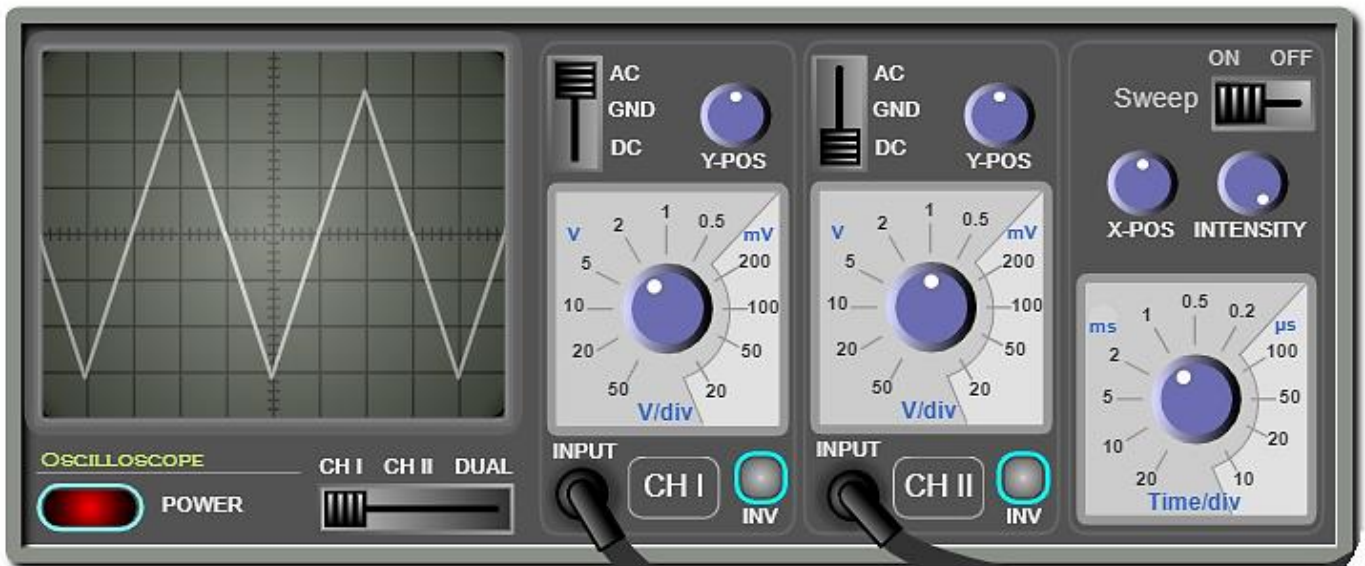 ON OFF
Sweep
AC
GND
DC
Y-POS
AC
GND
DC
Y-POS
X-POS INTENSITY
V 2 1 0.5 mV
5 200
10 100
20 50
50 20
V/div
V 2 1 0.5 mV
5 200
10 100
20 50
50 20
V/div
ms 1 0.5 0.2 µs
2 100
5 50
10 20
20 10
Time/div
OSCILLOSCOPE
POWER
CH I CH II DUAL
INPUT
CH I
INV
INPUT
CH II
INV